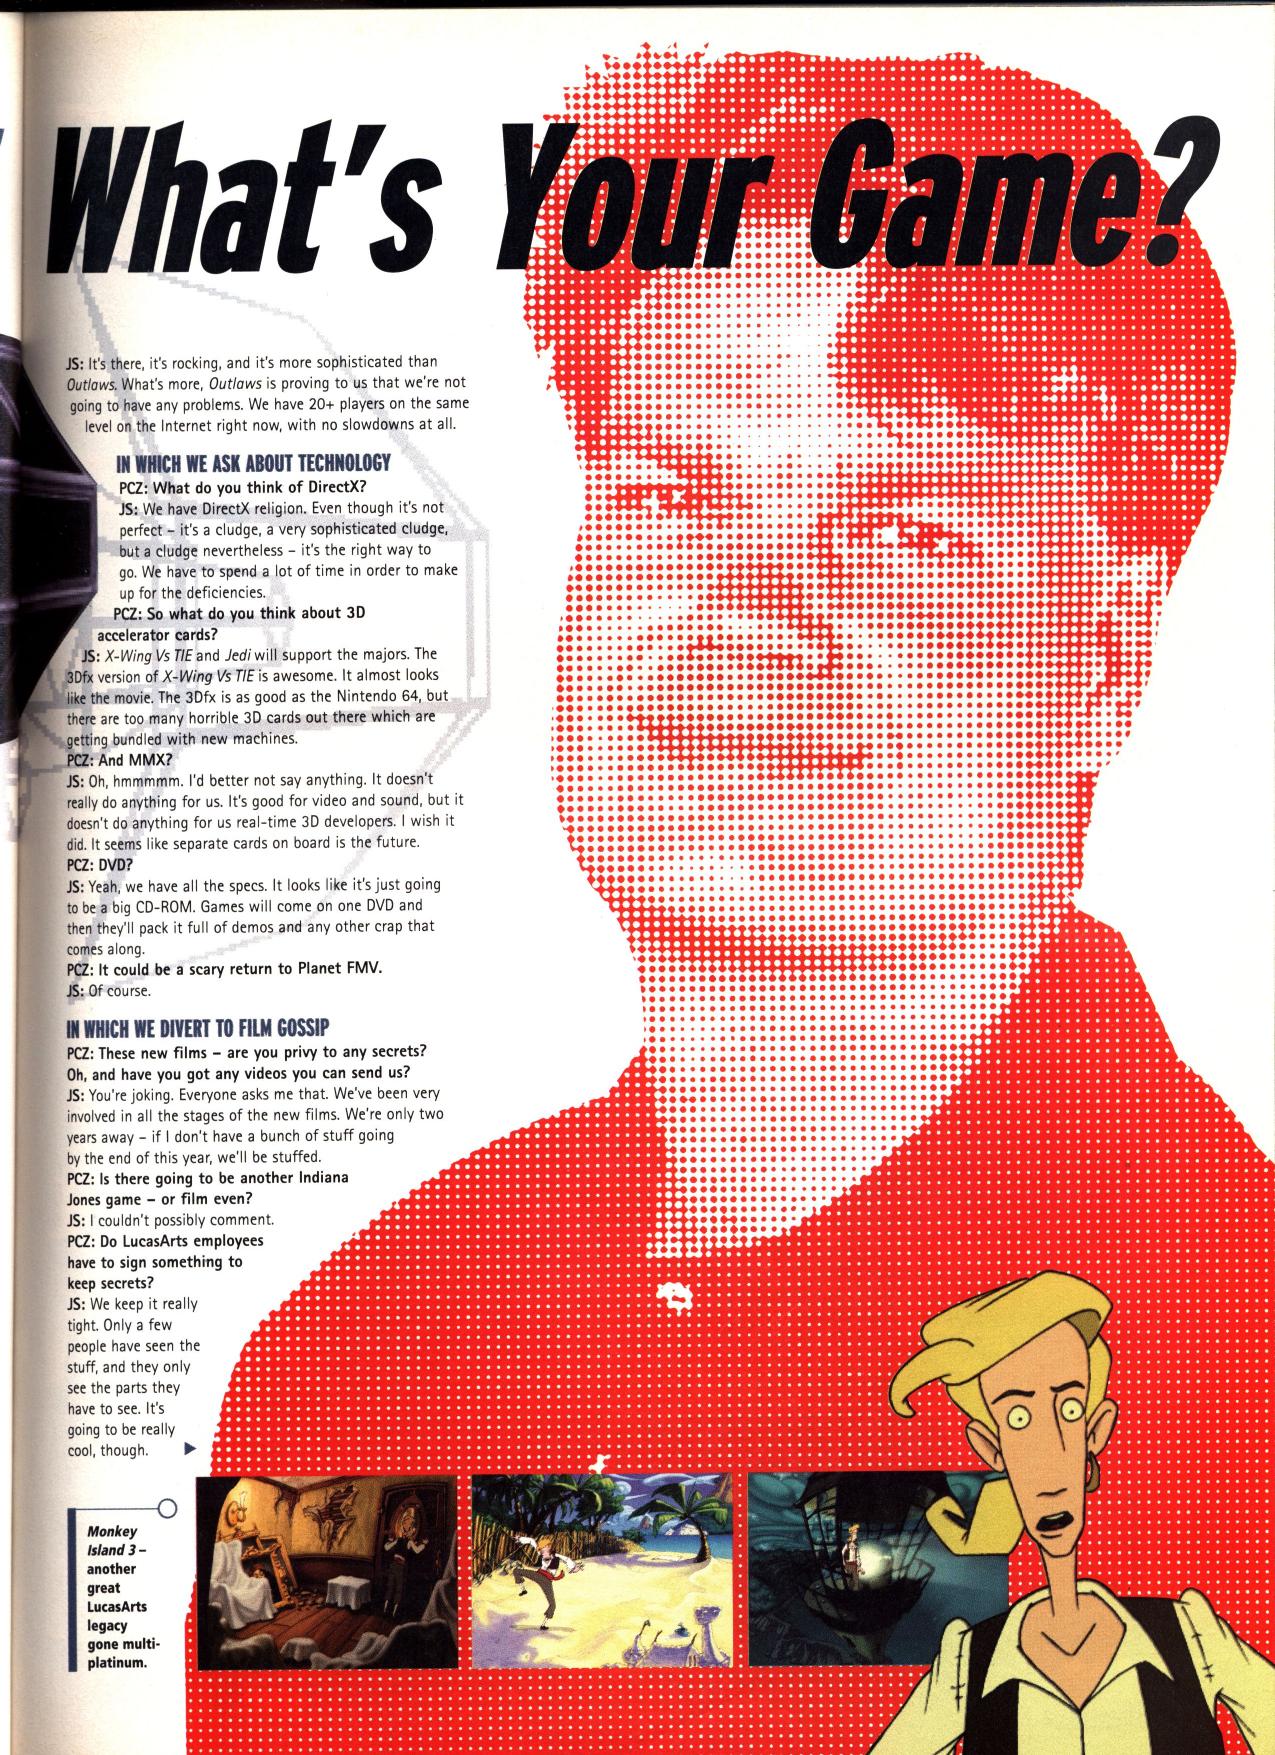 What's Your Game?
JS: It's there, it's rocking, and it's more sophisticated than
Outlaws. What's more, Outlaws is proving to us that we're not
going to have any problems. We have 20+ players on the same
level on the Internet right now, with no slowdowns at all.
IN WHICH WE ASK ABOUT TECHNOLOGY
PCZ: What do you think of DirectX?
JS: We have DirectX religion. Even though it's not
perfect – it's a cludge, a very sophisticated cludge,
but a cludge nevertheless – it's the right way to
go. We have to spend a lot of time in order to make
up for the deficiencies.
PCZ: So what do you think about 3D
accelerator cards?
JS: X-Wing Vs TIE and Jedi will support the majors. The
3Dfx version of X-Wing Vs TIE is awesome. It almost looks
like the movie. The 3Dfx is as good as the Nintendo 64, but
there are too many horrible 3D cards out there which are
getting bundled with new machines.
PCZ: And MMX?
JS: Oh, hmmmmm. I'd better not say anything. It doesn't
really do anything for us. It's good for video and sound, but it
doesn't do anything for us real-time 3D developers. I wish it
did. It seems like separate cards on board is the future.
PCZ: DVD?
JS: Yeah, we have all the specs. It looks like it's just going
to be a big CD-ROM. Games will come on one DVD and
then they'll pack it full of demos and any other crap that
comes along.
PCZ: It could be a scary return to Planet FMV.
JS: Of course.
IN WHICH WE DIVERT TO FILM GOSSIP
PCZ: These new films – are you privy to any secrets?
Oh, and have you got any videos you can send us?
JS: You're joking. Everyone asks me that. We've been very
involved in all the stages of the new films. We're only two
years away – if I don't have a bunch of stuff going
by the end of this year, we'll be stuffed.
PCZ: Is there going to be another Indiana
Jones game – or film even?
JS: I couldn't possibly comment.
PCZ: Do LucasArts employees
have to sign something to
keep secrets?
JS: We keep it really
tight. Only a few
people have seen the
stuff, and they only
see the parts they
have to see. It's
going to be really
cool, though.
Monkey
Island 3 –
another
great
LucasArts
legacy
gone multi-
platinum.